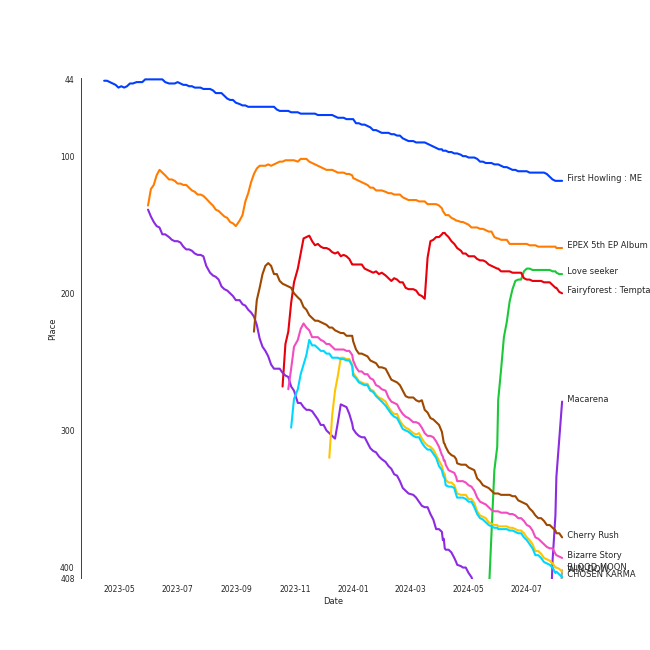 44
100
200
300
400
408
Place
2023-05
2023-07
2023-09
2023-11
2024-01
2024-03
2024-05
2024-07
Date
First Howling : ME
EPEX 5th EP Album
Love seeker
Fairyforest : Tempta
Macarena
Cherry Rush
Bizarre Story
BLOOD MOON
CHOSEN KARMA